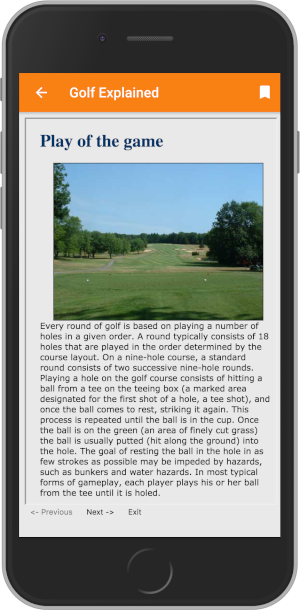 Golf Explained
Play of the game
Every round of golf is based on playing a number of
holes in a given order. A round typically consists of 18
holes that are played in the order determined by the
course layout. On a nine-hole course, a standard
round consists of two successive nine-hole rounds.
Playing a hole on the golf course consists of hitting a
ball from a tee on the teeing box (a marked area
designated for the first shot of a hole, a tee shot), and
once the ball comes to rest, striking it again. This
process is repeated until the ball is in the cup. Once
the ball is on the green (an area of finely cut grass)
the ball is usually putted (hit along the ground) into
the hole. The goal of resting the ball in the hole in as
few strokes as possible may be impeded by hazards,
such as bunkers and water hazards. In most typical
forms of gameplay, each player plays his or her ball
from the tee until it is holed.
<- Previous Next -> Exit